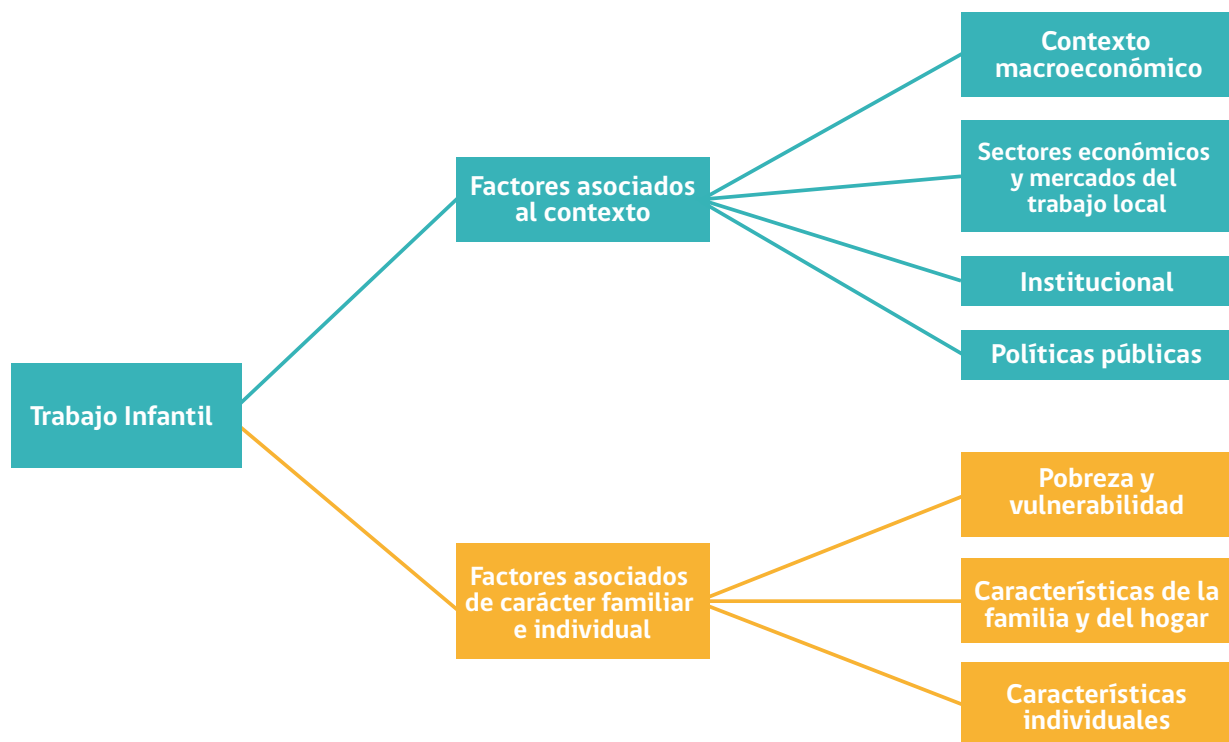 Contexto
macroeconómico
Sectores económicos
y mercados del
trabajo local
Factores asociados
al contexto
Institucional
Políticas públicas
Trabajo Infantil
Pobreza y
vulnerabilidad
Factores asociados
de carácter familiar
e individual
Características de la
familia y del hogar
Características
individuales